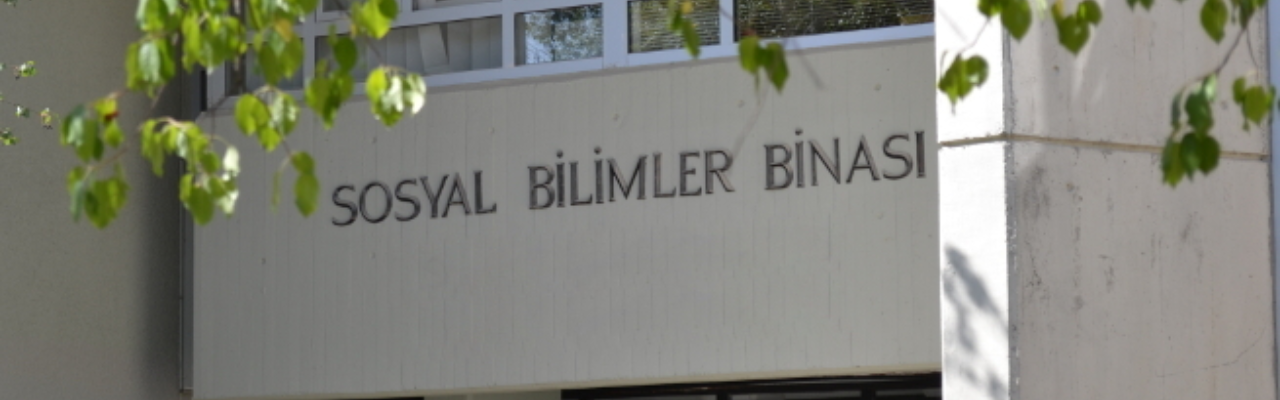 SOSYAL BİLİMLER BİNASI